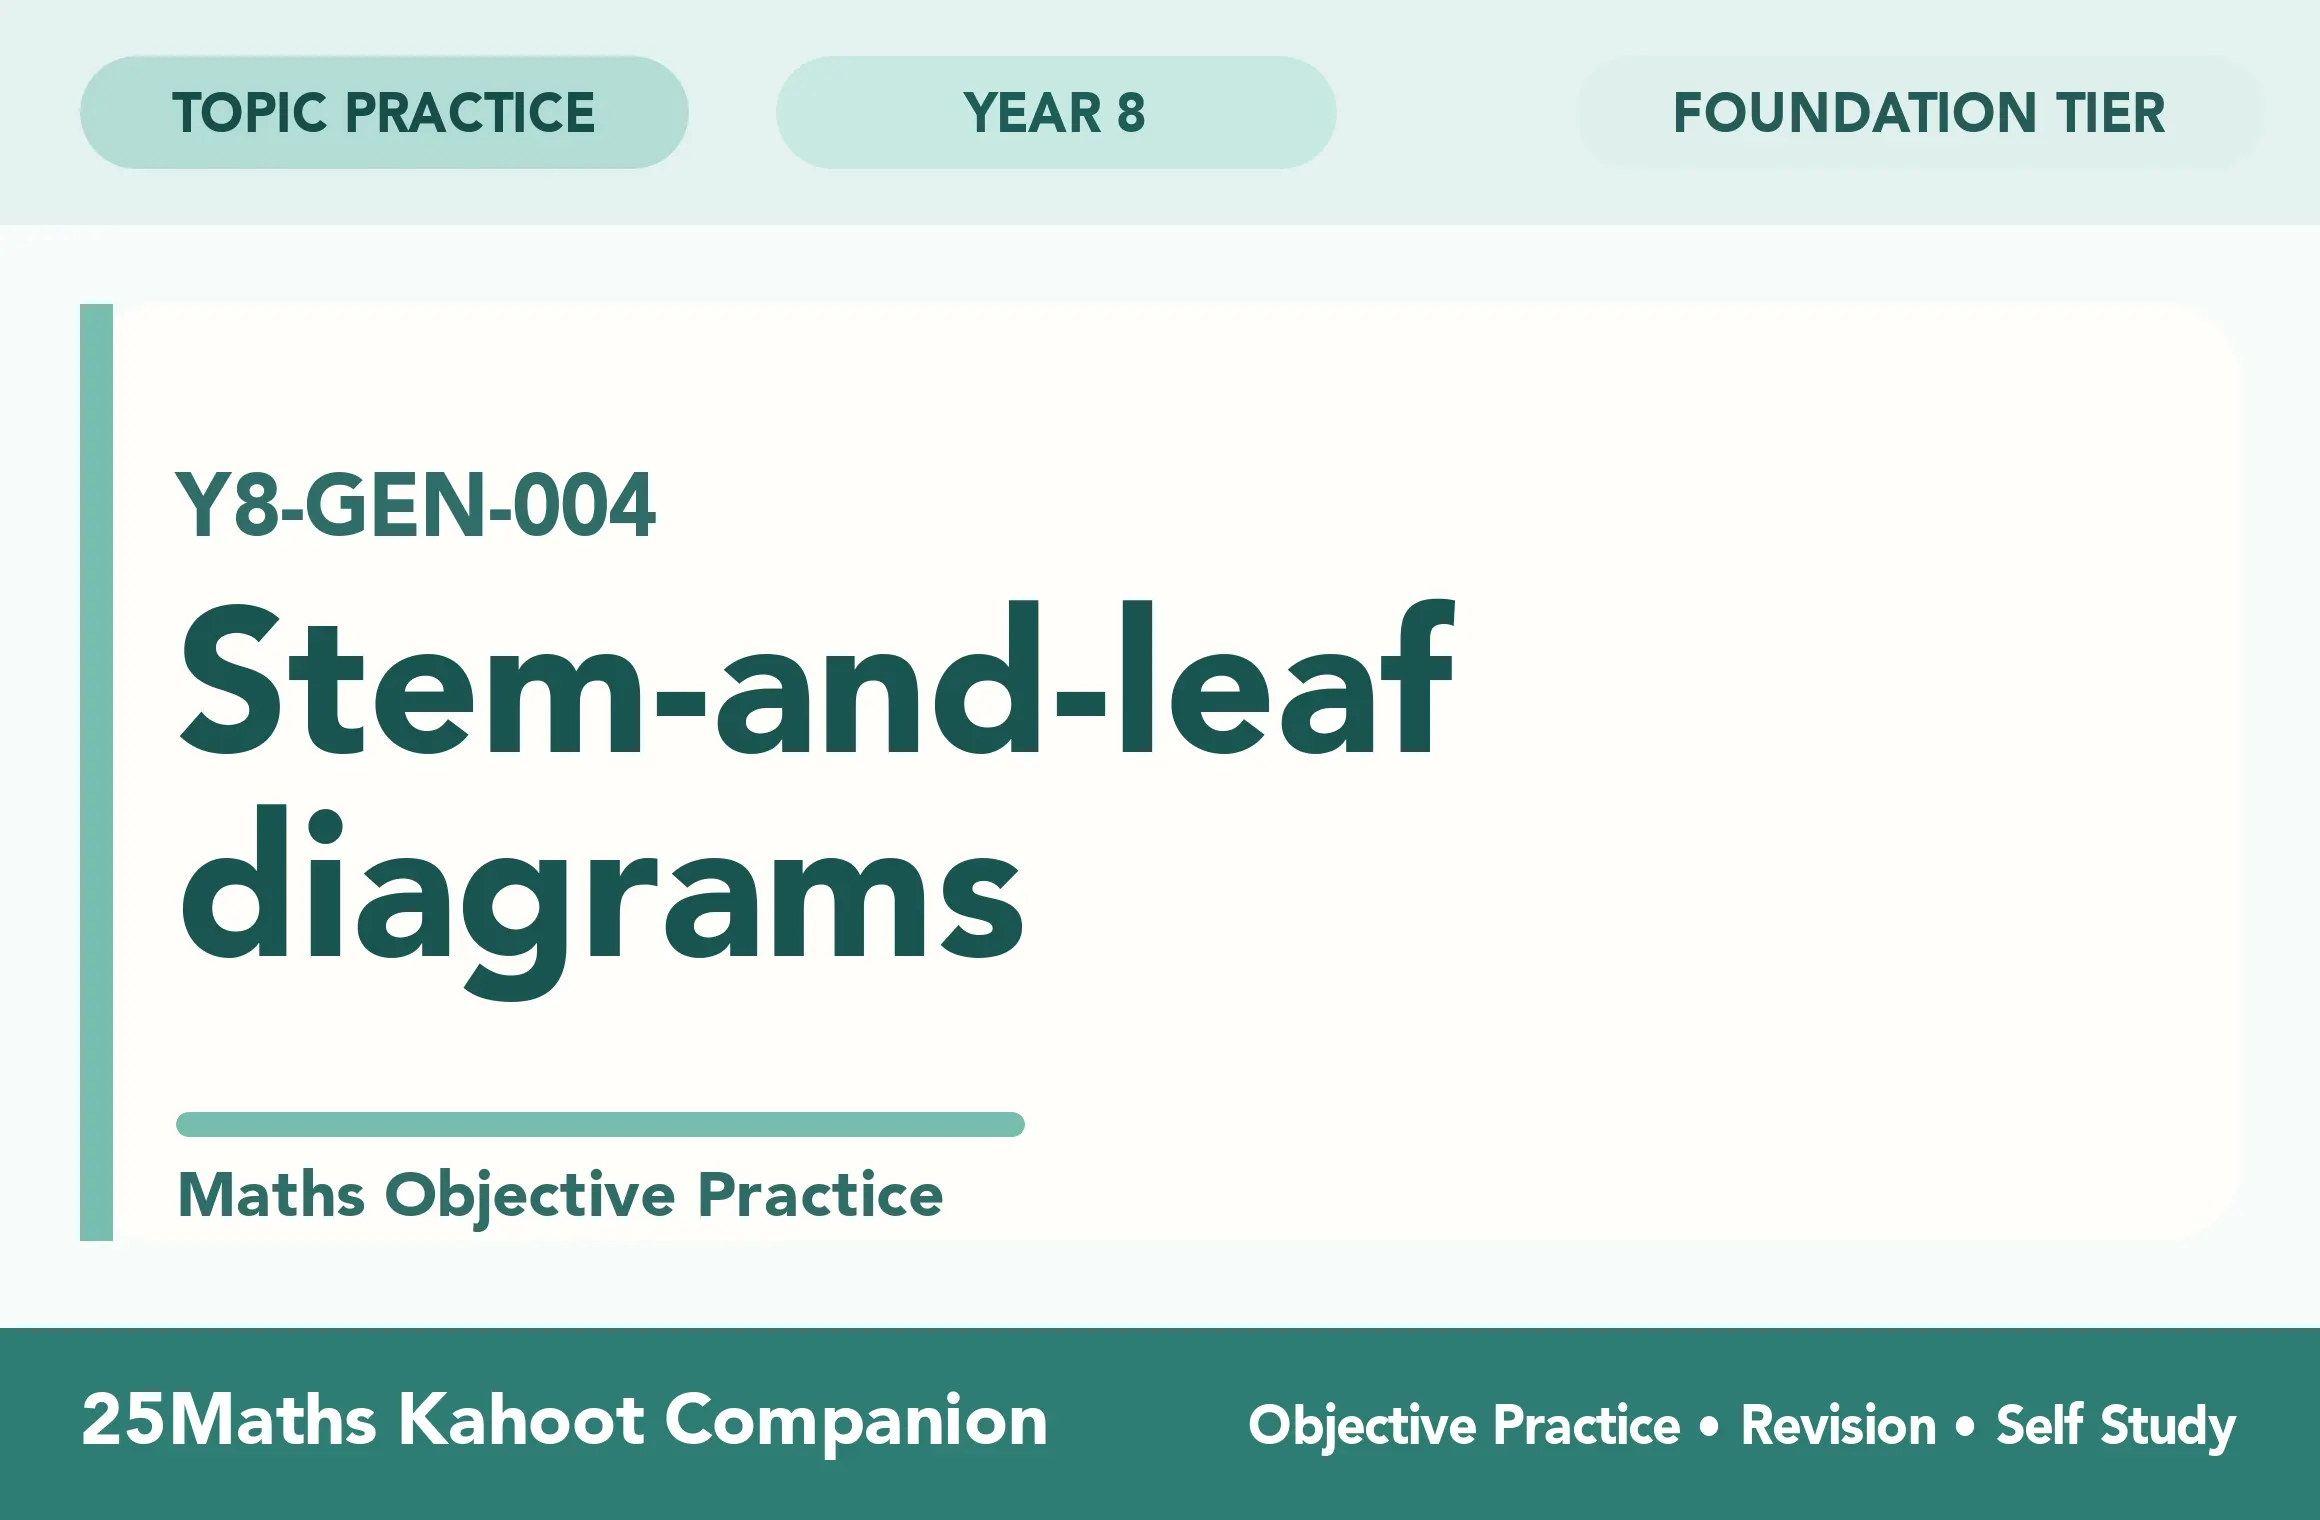 TOPIC PRACTICE
YEAR 8
FOUNDATION TIER
Y8-GEN-004
Stem-and-leaf
diagrams
Maths Objective Practice
25Maths Kahoot Companion
Objective Practice • Revision • Self Study